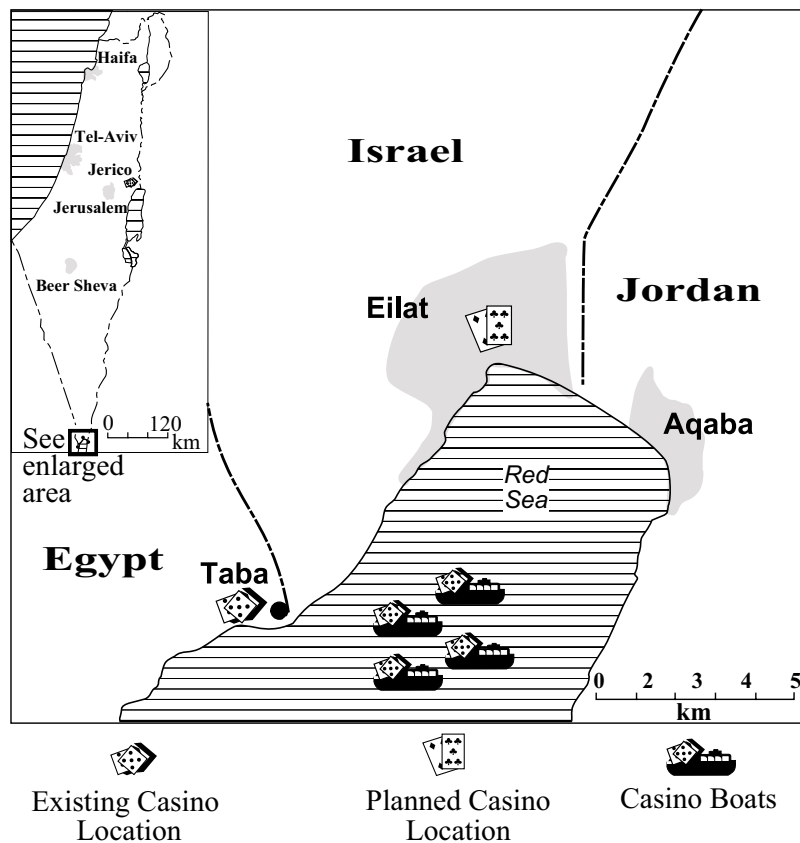 Haifa
Tel-Aviv
Jerico
Jerusalem
Beer Sheva
See
enlarged
area
0 120
km
Israel
Jordan
Eilat
Aqaba
Red
Sea
Egypt
Taba
0 2 3 4 5
km
Existing Casino
Location
Planned Casino
Location
Casino Boats